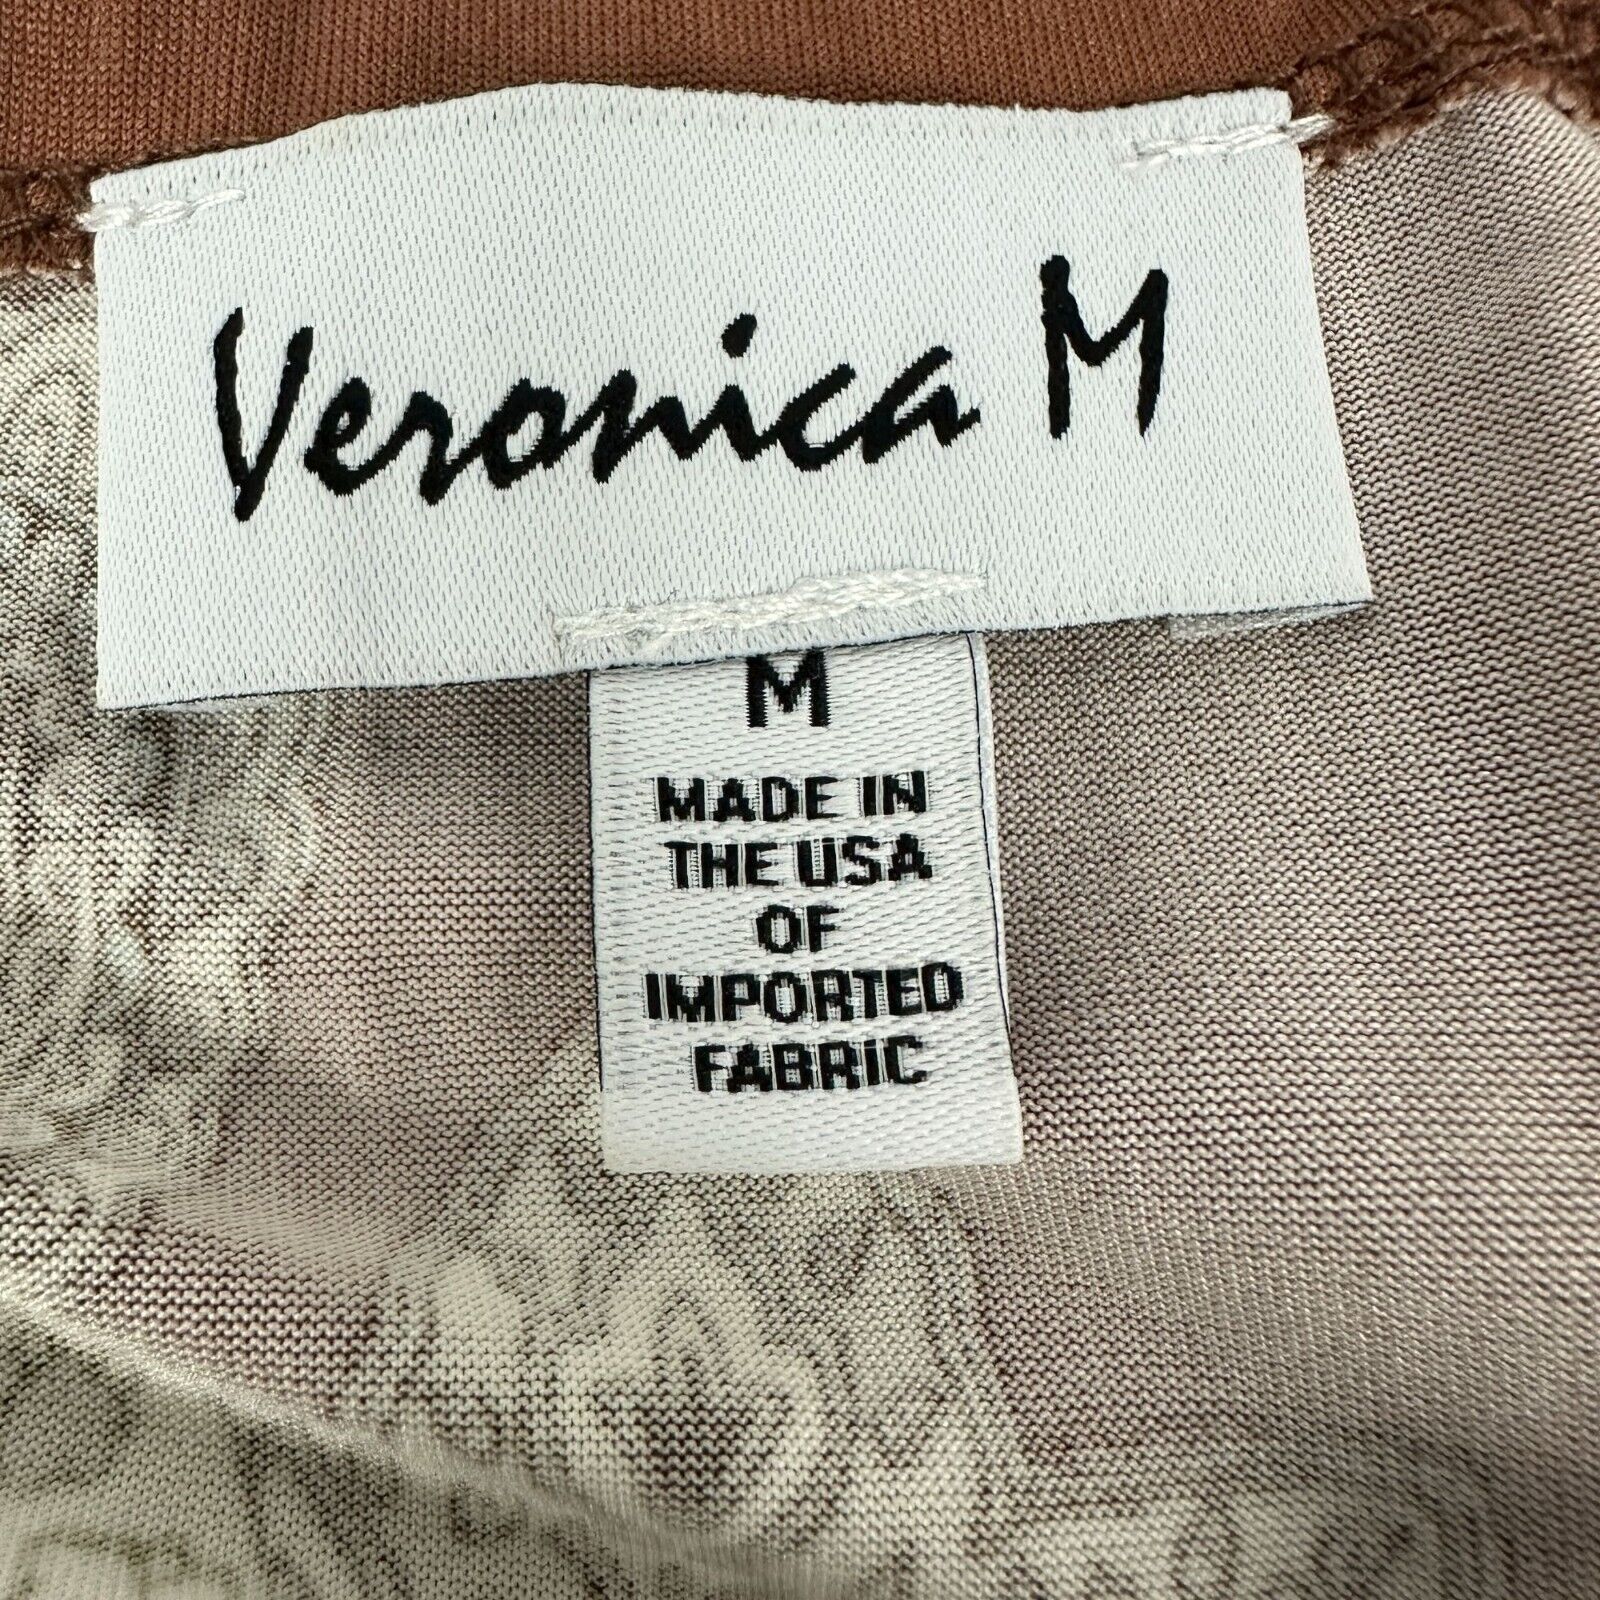 Veronica M
M
MADE IN
THE USA
OF
IMPORTED
FABRIC